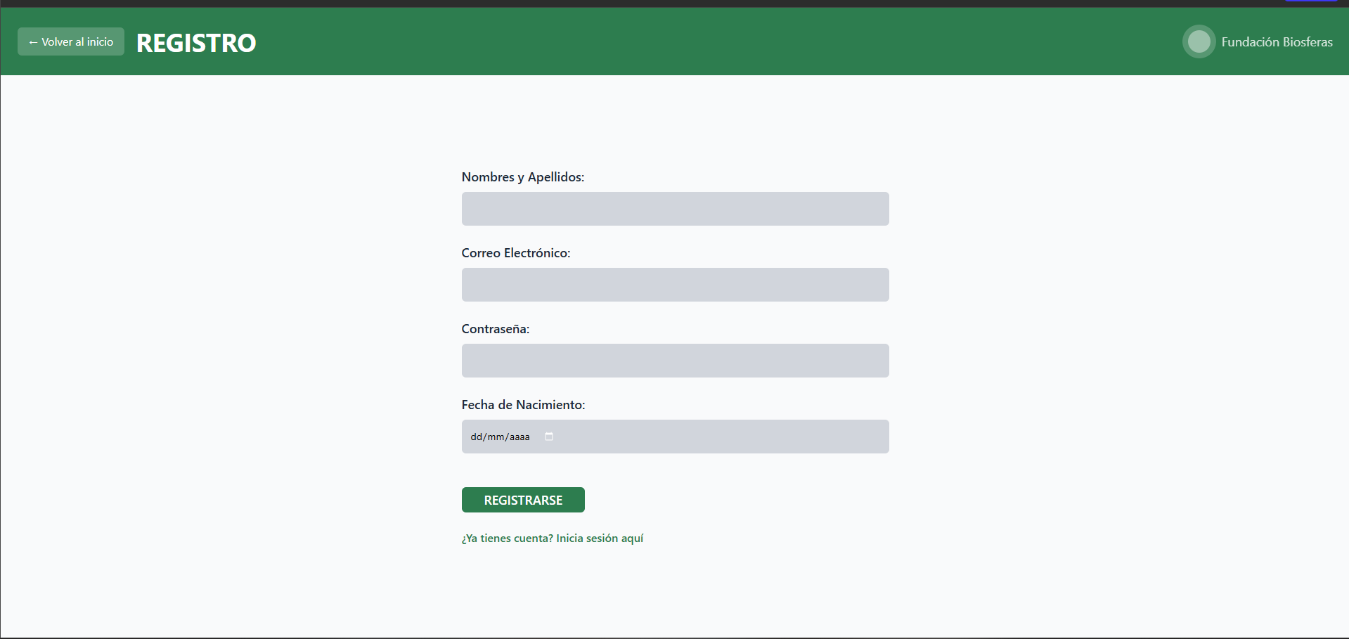 ← Volver al inicio
REGISTRO
Fundación Biosferas
Nombres y Apellidos:
Correo Electrónico:
Contraseña:
Fecha de Nacimiento:
dd/mm/aaaa
REGISTRARSE
¿Ya tienes cuenta? Inicia sesión aquí